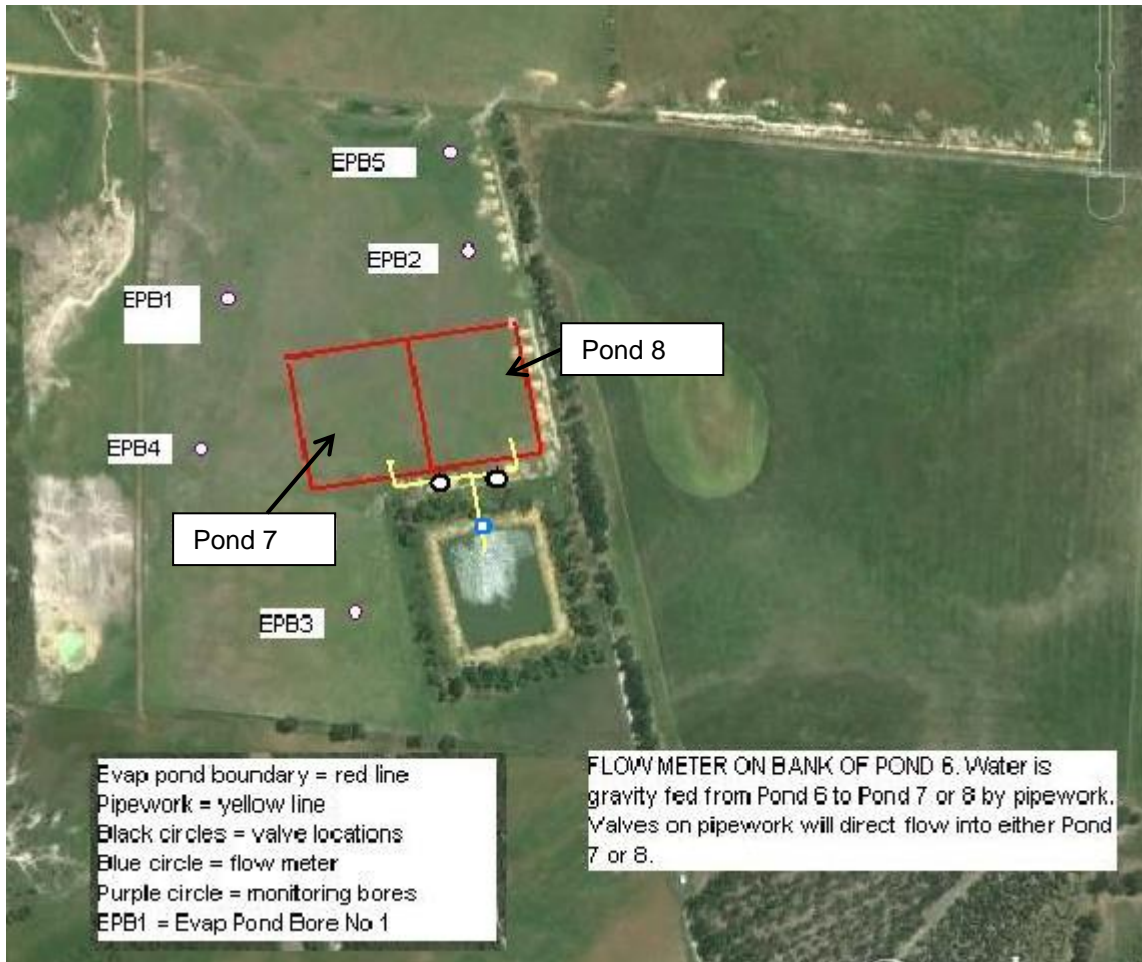 EPB5
EPB2
EPB1
Pond 8
EPB4
Pond 7
EPB3
Evap pond boundary = red line
Pipework = yellow line
Black circles = valve locations
Blue circle = flow meter
Purple circle = monitoring bores
EPB1 = Evap Pond Bore No 1
FLOW METER ON BANK OF POND 6. Water is
gravity fed from Pond 6 to Pond 7 or 8 by pipework.
Valves on pipework will direct flow into either Pond
7 or 8.